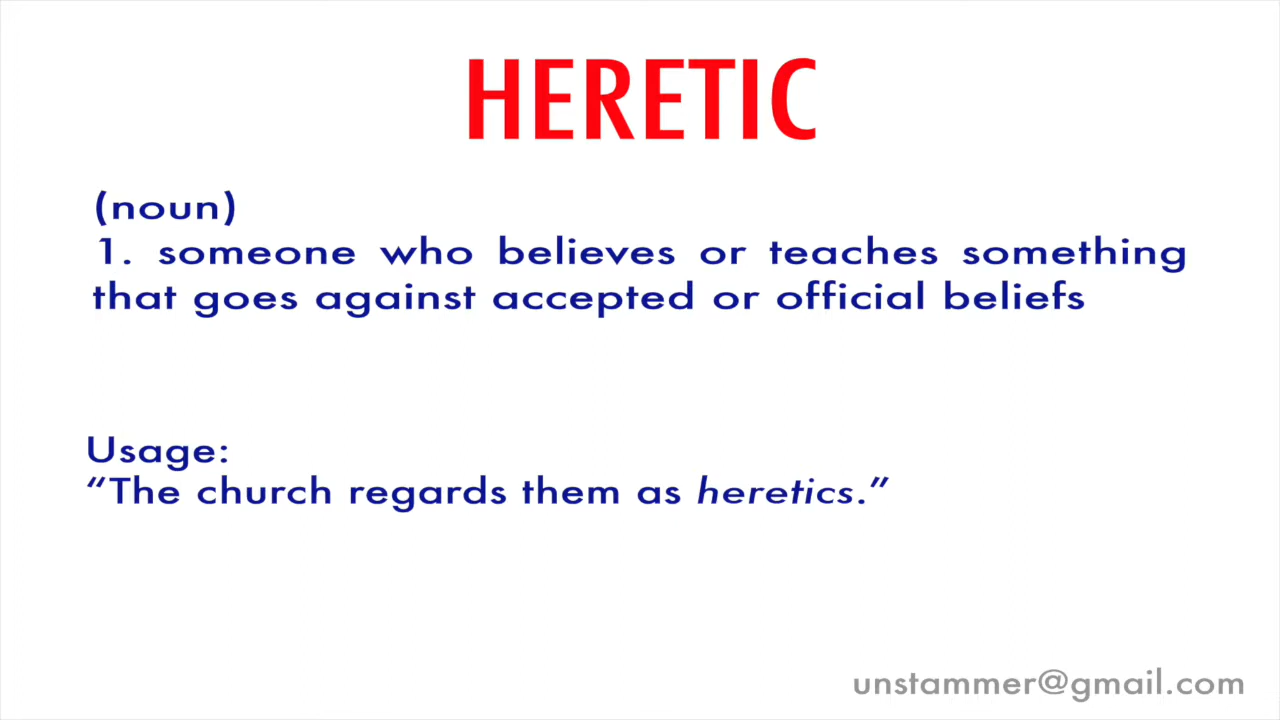 HERETIC
(noun)
1. someone who believes or teaches something
that goes against accepted or official beliefs
Usage:
“The church regards them as heretics.”
unstammer@gmail.com